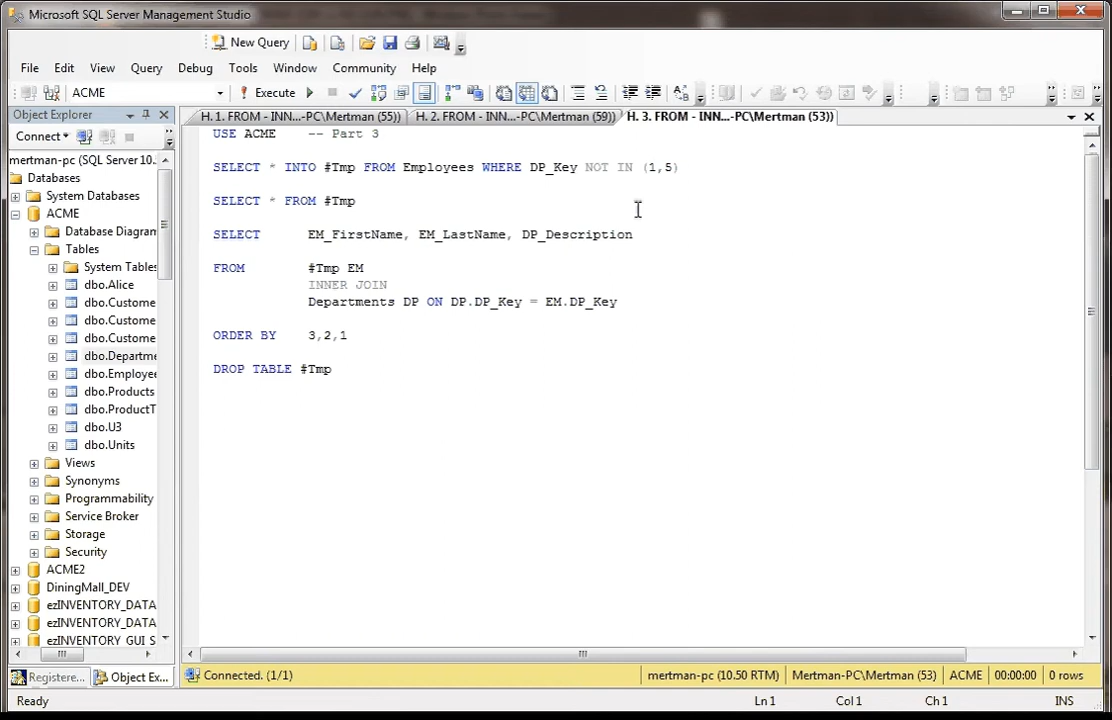 Microsoft SQL Server Management Studio
New Query
File Edit View Query Debug Tools Window Community Help
ACME Execute
Object Explorer
H. 1. FROM - INN...-PC\Mertman (55))
H. 2. FROM - INN...-PC\Mertman (59))
H. 3. FROM - INN...-PC\Mertman (53))
Connect
mertman-pc (SQL Server 10.
Databases
System Databases
ACME
Database Diagran
Tables
System Tables
dbo.Alice
dbo.Custome
dbo.Custome
dbo.Custome
dbo.Departme
dbo.Employee
dbo.Products
dbo.ProductT
dbo.U3
dbo.Units
Views
Synonyms
Programmability
Service Broker
Storage
Security
ACME2
DiningMall_DEV
ezINVENTORY_DATA
ezINVENTORY_DATA
ezINVENTORY_GUI_S
Registere...
Object Ex...
USE ACME -- Part 3
SELECT * INTO #Tmp FROM Employees WHERE DP_Key NOT IN (1,5)
SELECT * FROM #Tmp
SELECT EM_FirstName, EM_LastName, DP_Description
FROM #Tmp EM
INNER JOIN
Departments DP ON DP.DP_Key = EM.DP_Key
ORDER BY 3,2,1
DROP TABLE #Tmp
Connected. (1/1)
mertman-pc (10.50 RTM)
Mertman-PC\Mertman (53)
ACME
00:00:00
0 rows
Ready
Ln 1
Col 1
Ch 1
INS